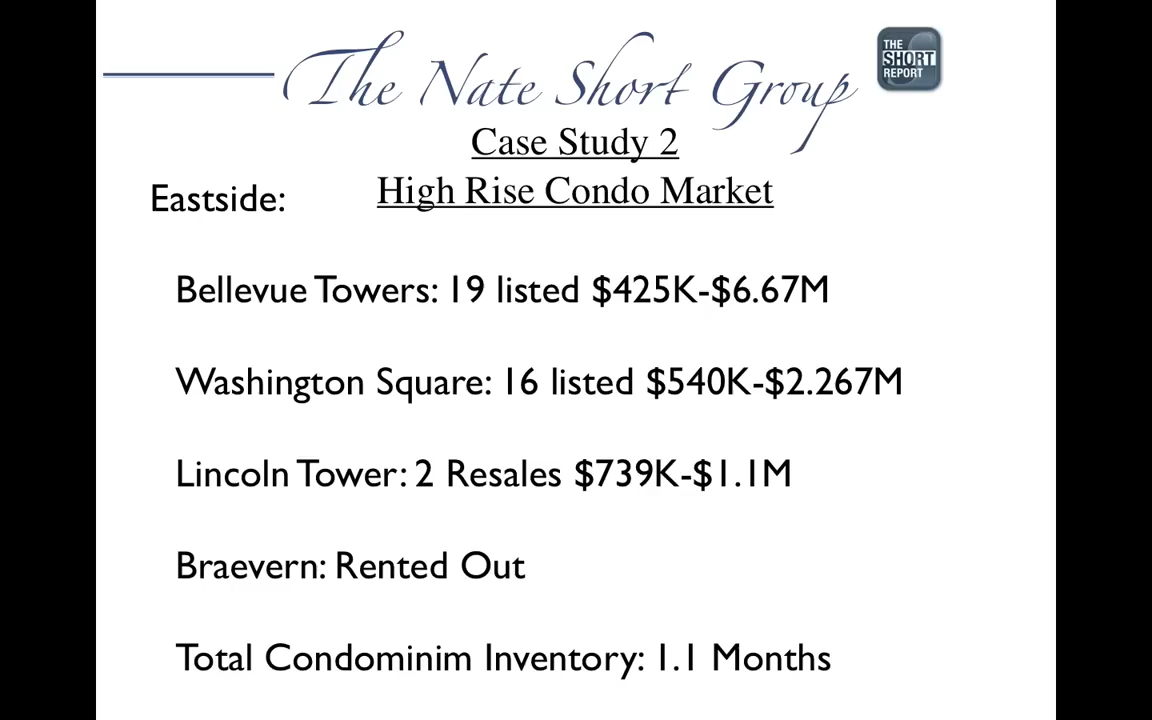 The Nate Short Group
THE
SHORT
REPORT
Case Study 2
High Rise Condo Market
Eastside:
Bellevue Towers: 19 listed $425K-$6.67M
Washington Square: 16 listed $540K-$2.267M
Lincoln Tower: 2 Resales $739K-$1.1M
Braevern: Rented Out
Total Condominim Inventory: 1.1 Months